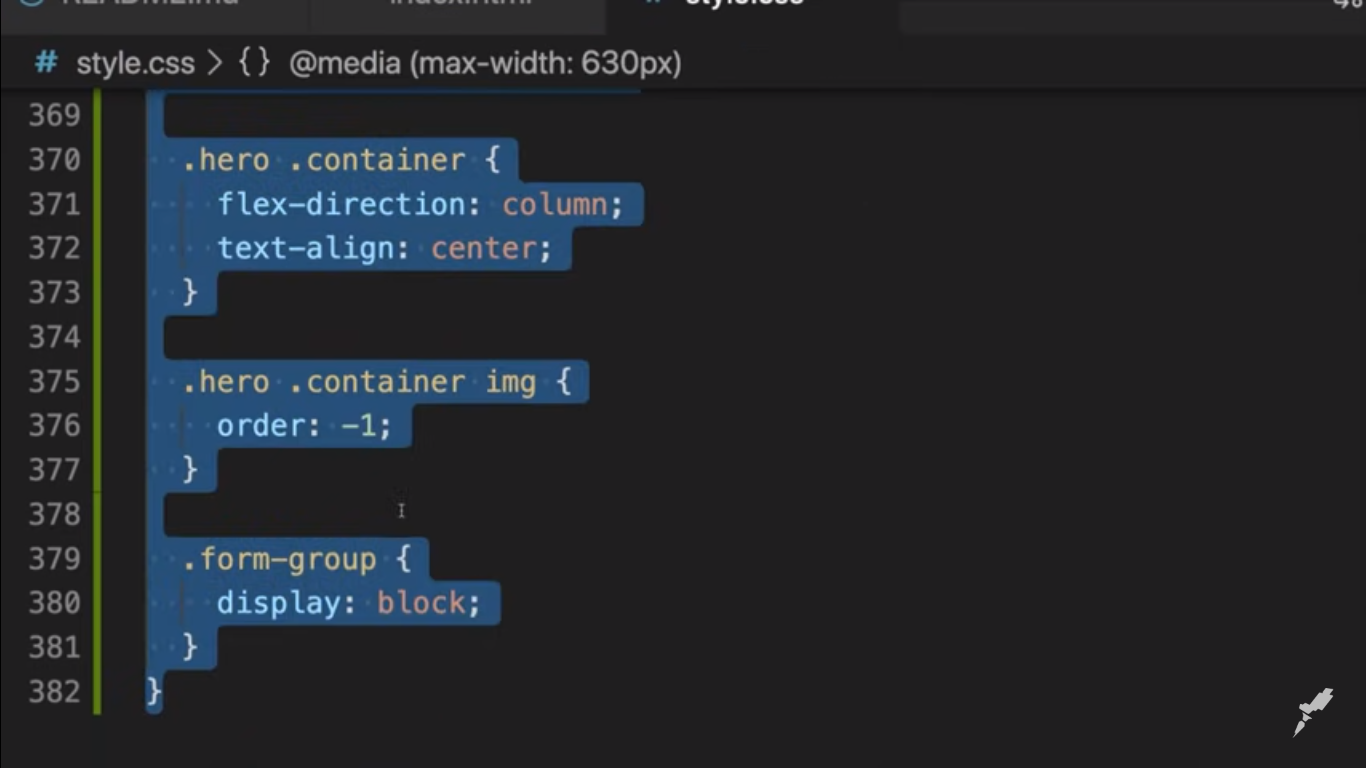 README.md
index.html
# style.css
# style.css > {} @media (max-width: 630px)
369
370 .hero .container {
371 flex-direction: column;
372 text-align: center;
373 }
374
375 .hero .container img {
376 order: -1;
377 }
378
379 .form-group {
380 display: block;
381 }
382 }